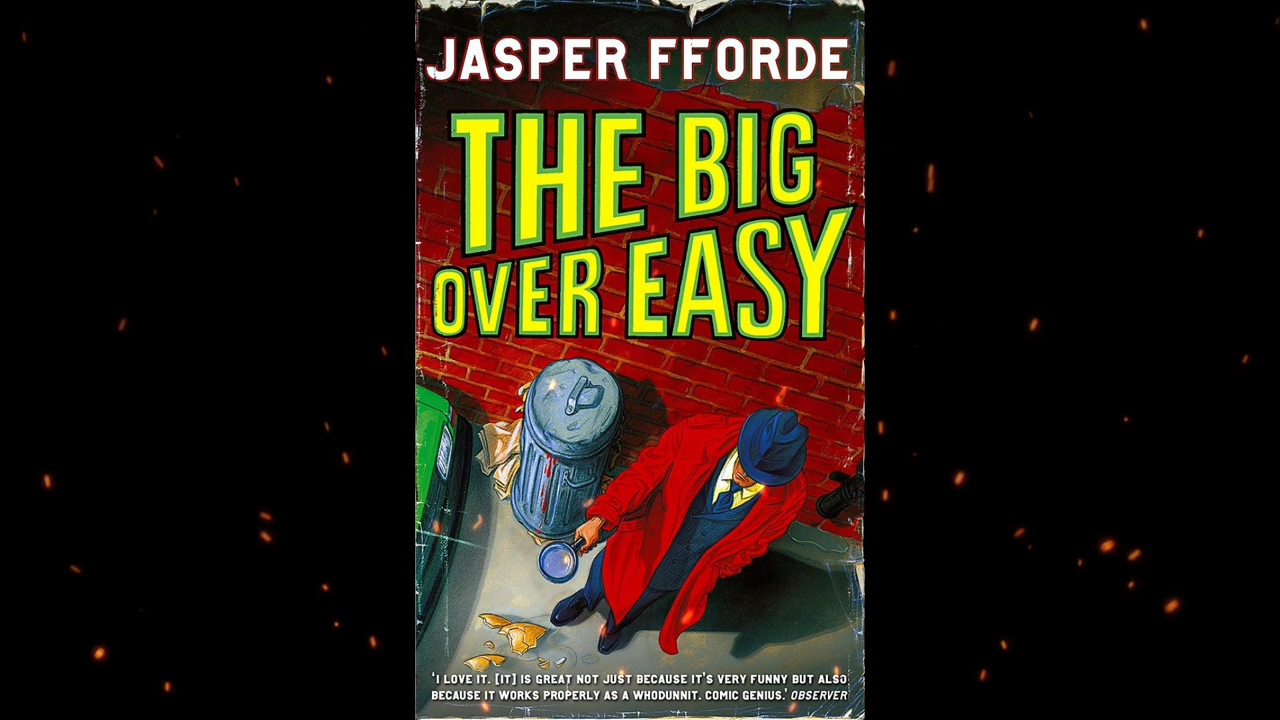 JASPER FFORDE
THE BIG
OVER EASY
'I LOVE IT. [IT] IS GREAT NOT JUST BECAUSE IT'S VERY FUNNY BUT ALSO
BECAUSE IT WORKS PROPERLY AS A WHODUNNIT. COMIC GENIUS.' OBSERVER